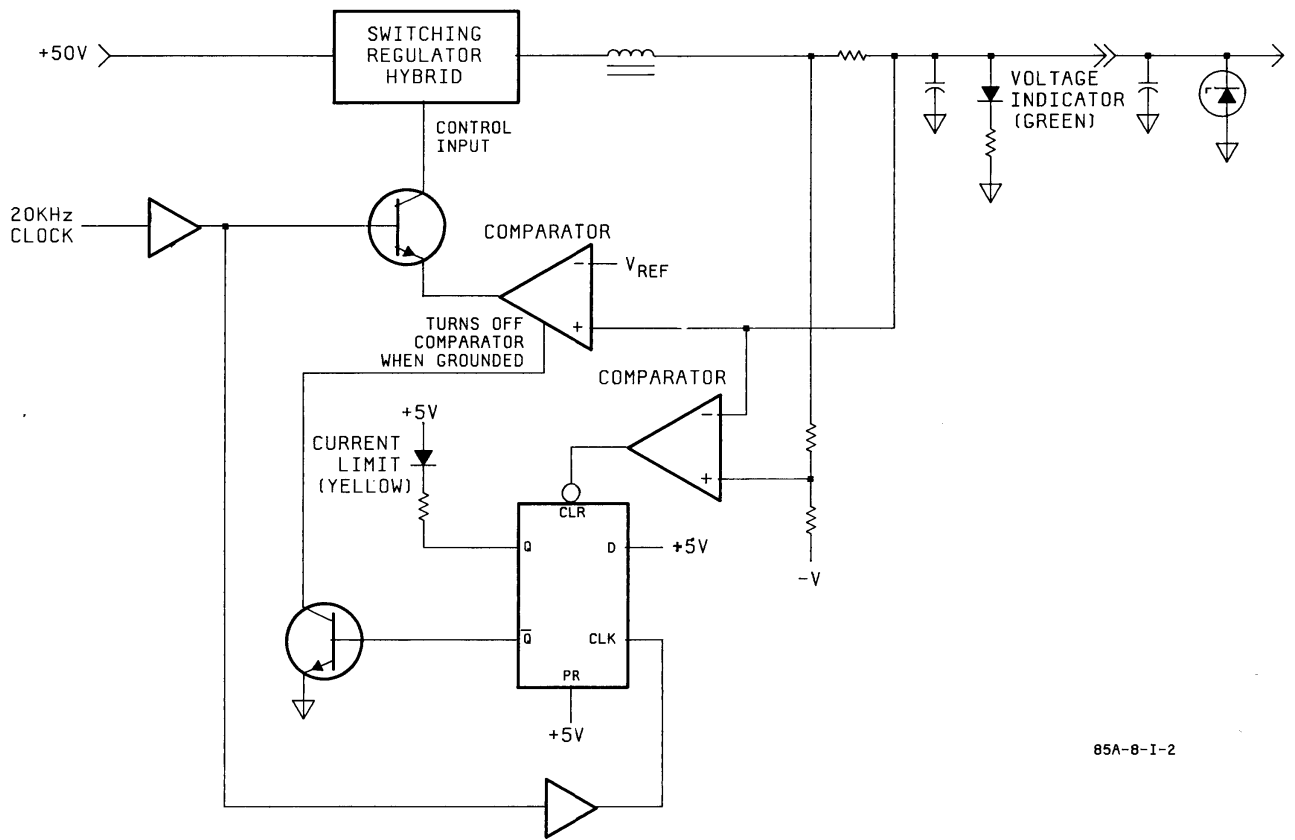 +50V
SWITCHING
REGULATOR
HYBRID
CONTROL
INPUT
VOLTAGE
INDICATOR
(GREEN)
20KHz
CLOCK
COMPARATOR
-
VREF
+
TURNS OFF
COMPARATOR
WHEN GROUNDED
COMPARATOR
-
+
+5V
CURRENT
LIMIT
(YELLOW)
CLR
Q
D
+5V
-V
Q̅
CLK
PR
+5V
85A-8-I-2